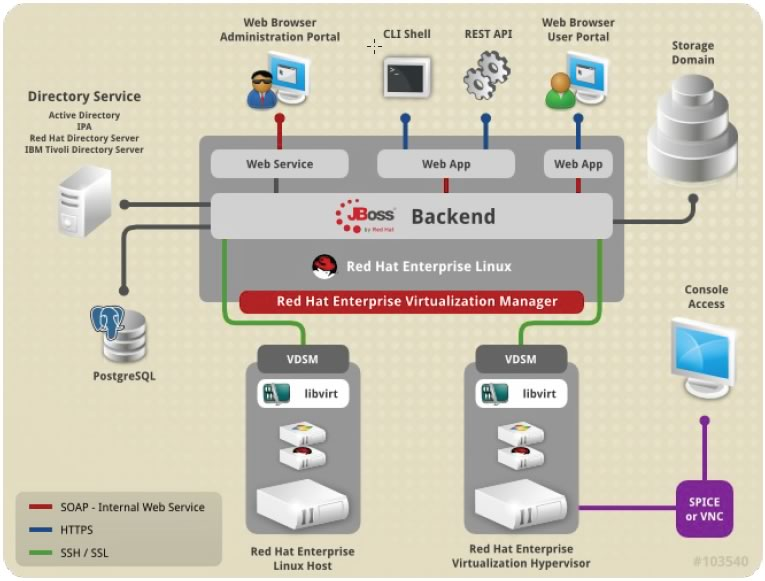 Web Browser
Administration Portal
CLI Shell
REST API
Web Browser
User Portal
Storage
Domain
Directory Service
Active Directory
IPA
Red Hat Directory Server
IBM Tivoli Directory Server
Web Service
Web App
Web App
JBoss
by Red Hat
Backend
Red Hat Enterprise Linux
Red Hat Enterprise Virtualization Manager
PostgreSQL
Console
Access
VDSM
libvirt
VDSM
libvirt
SPICE
or VNC
SOAP - Internal Web Service
HTTPS
SSH / SSL
Red Hat Enterprise
Linux Host
Red Hat Enterprise
Virtualization Hypervisor
#103540